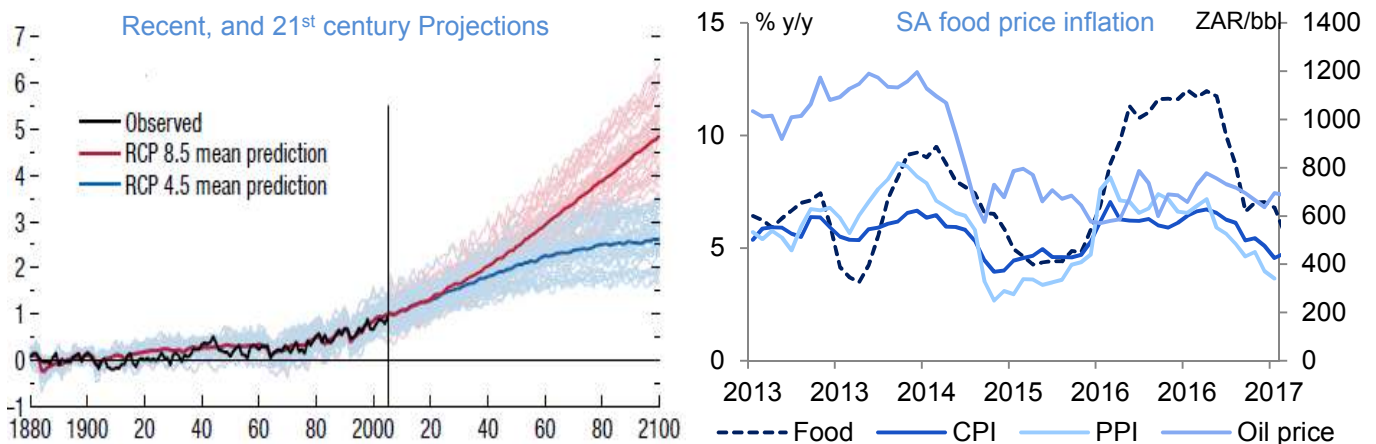 Recent, and 21st century Projections
7
6
5
4
3
2
1
0
-1
Observed
RCP 8.5 mean prediction
RCP 4.5 mean prediction
1880 1900 20 40 60 80 2000 20 40 60 80 2100
% y/y SA food price inflation ZAR/bbl
15
10
5
0
1400
1200
1000
800
600
400
200
0
2013 2013 2014 2015 2015 2016 2016 2017
Food CPI PPI Oil price